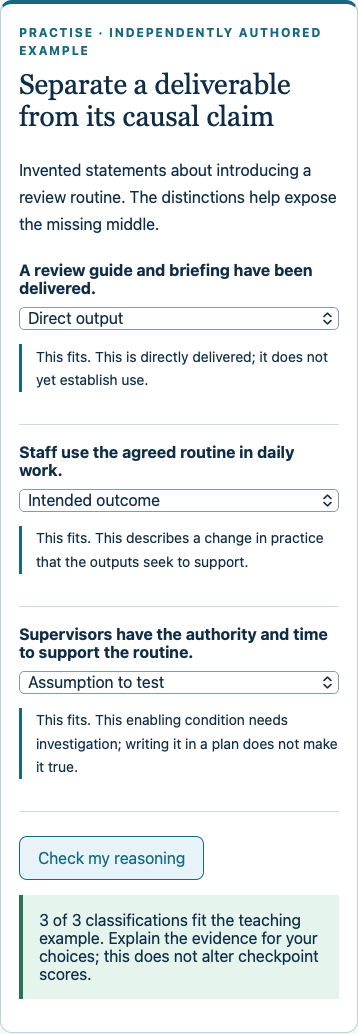 PRACTISE · INDEPENDENTLY AUTHORED
EXAMPLE
Separate a deliverable
from its causal claim
Invented statements about introducing a
review routine. The distinctions help expose
the missing middle.
A review guide and briefing have been
delivered.
Direct output
This fits. This is directly delivered; it does not
yet establish use.
Staff use the agreed routine in daily
work.
Intended outcome
This fits. This describes a change in practice
that the outputs seek to support.
Supervisors have the authority and time
to support the routine.
Assumption to test
This fits. This enabling condition needs
investigation; writing it in a plan does not make
it true.
Check my reasoning
3 of 3 classifications fit the teaching
example. Explain the evidence for your
choices; this does not alter checkpoint
scores.